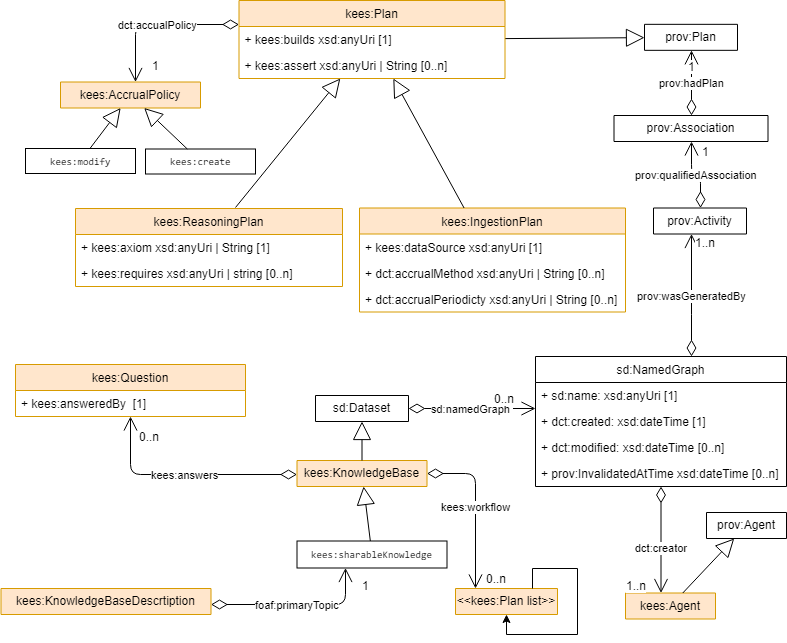 kees:Plan
+ kees:builds xsd:anyUri [1]
+ kees:assert xsd:anyUri | String [0..n]
dct:accualPolicy
1
kees:AccrualPolicy
kees:modify
kees:create
prov:Plan
1
prov:hadPlan
prov:Association
1
prov:qualifiedAssociation
prov:Activity
1..n
prov:wasGeneratedBy
kees:ReasoningPlan
+ kees:axiom xsd:anyUri | String [1]
+ kees:requires xsd:anyUri | string [0..n]
kees:IngestionPlan
+ kees:dataSource xsd:anyUri [1]
+ dct:accrualMethod xsd:anyUri | String [0..n]
+ dct:accrualPeriodicty xsd:anyUri | String [0..n]
sd:NamedGraph
+ sd:name: xsd:anyUri [1]
+ dct:created: xsd:dateTime [1]
+ dct:modified: xsd:dateTime [0..n]
+ prov:InvalidatedAtTime xsd:dateTime [0..n]
kees:Question
+ kees:answeredBy  [1]
0..n
kees:answers
sd:Dataset
0..n
sd:namedGraph
kees:KnowledgeBase
kees:workflow
0..n
kees:sharableKnowledge
1
foaf:primaryTopic
kees:KnowledgeBaseDescrtiption
<<kees:Plan list>>
prov:Agent
dct:creator
1..n
kees:Agent